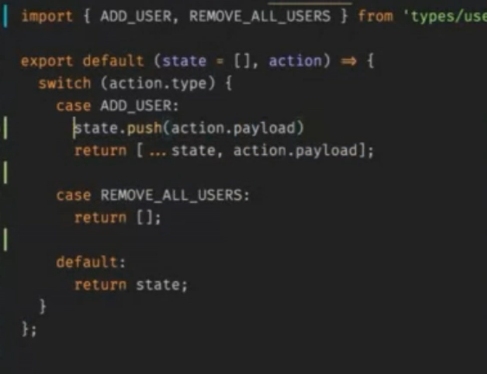 import { ADD_USER, REMOVE_ALL_USERS } from 'types/use
export default (state = [], action) => {
switch (action.type) {
case ADD_USER:
state.push(action.payload)
return [ ... state, action.payload];
case REMOVE_ALL_USERS:
return [];
default:
return state;
}
};